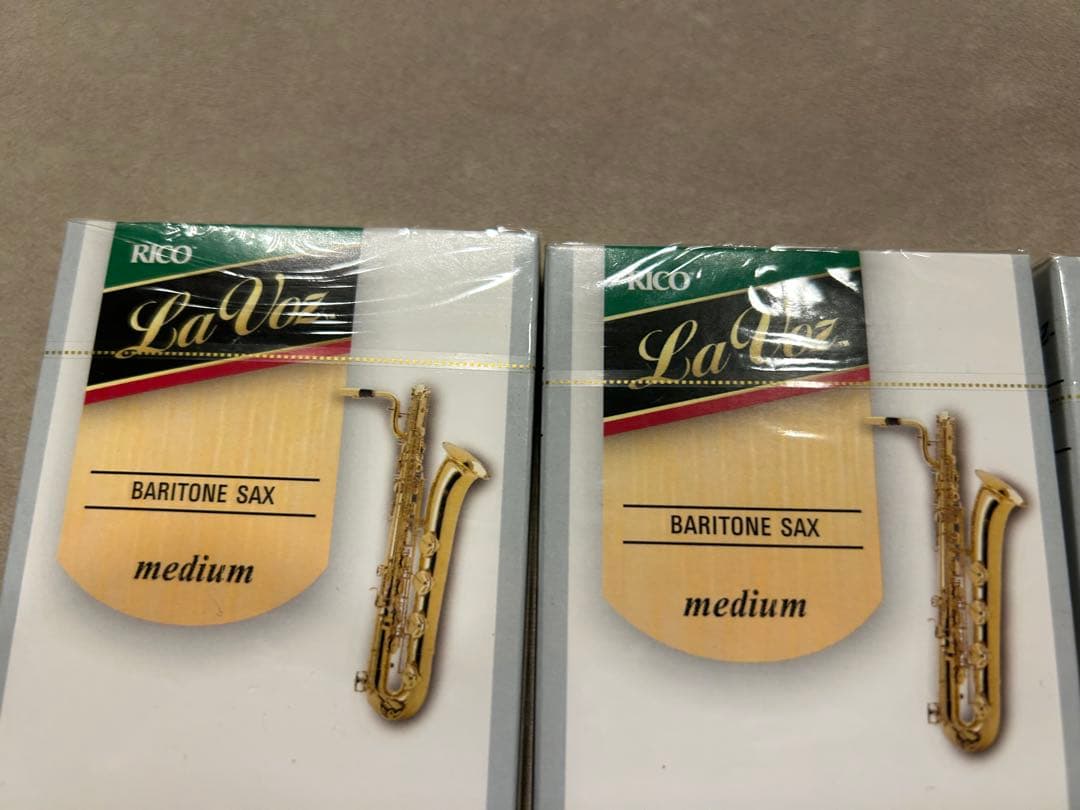 RICO
La Voz
BARITONE SAX
medium
RICO
La Voz
BARITONE SAX
medium